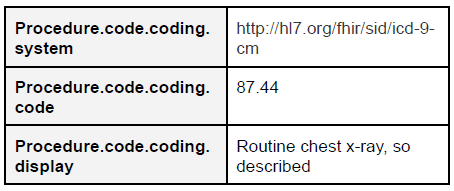 Procedure.code.coding. http://hl7.org/fhir/sid/icd-9-
system cm
Procedure.code.coding. 87.44
code
Procedure.code.coding. Routine chest x-ray, so
display described